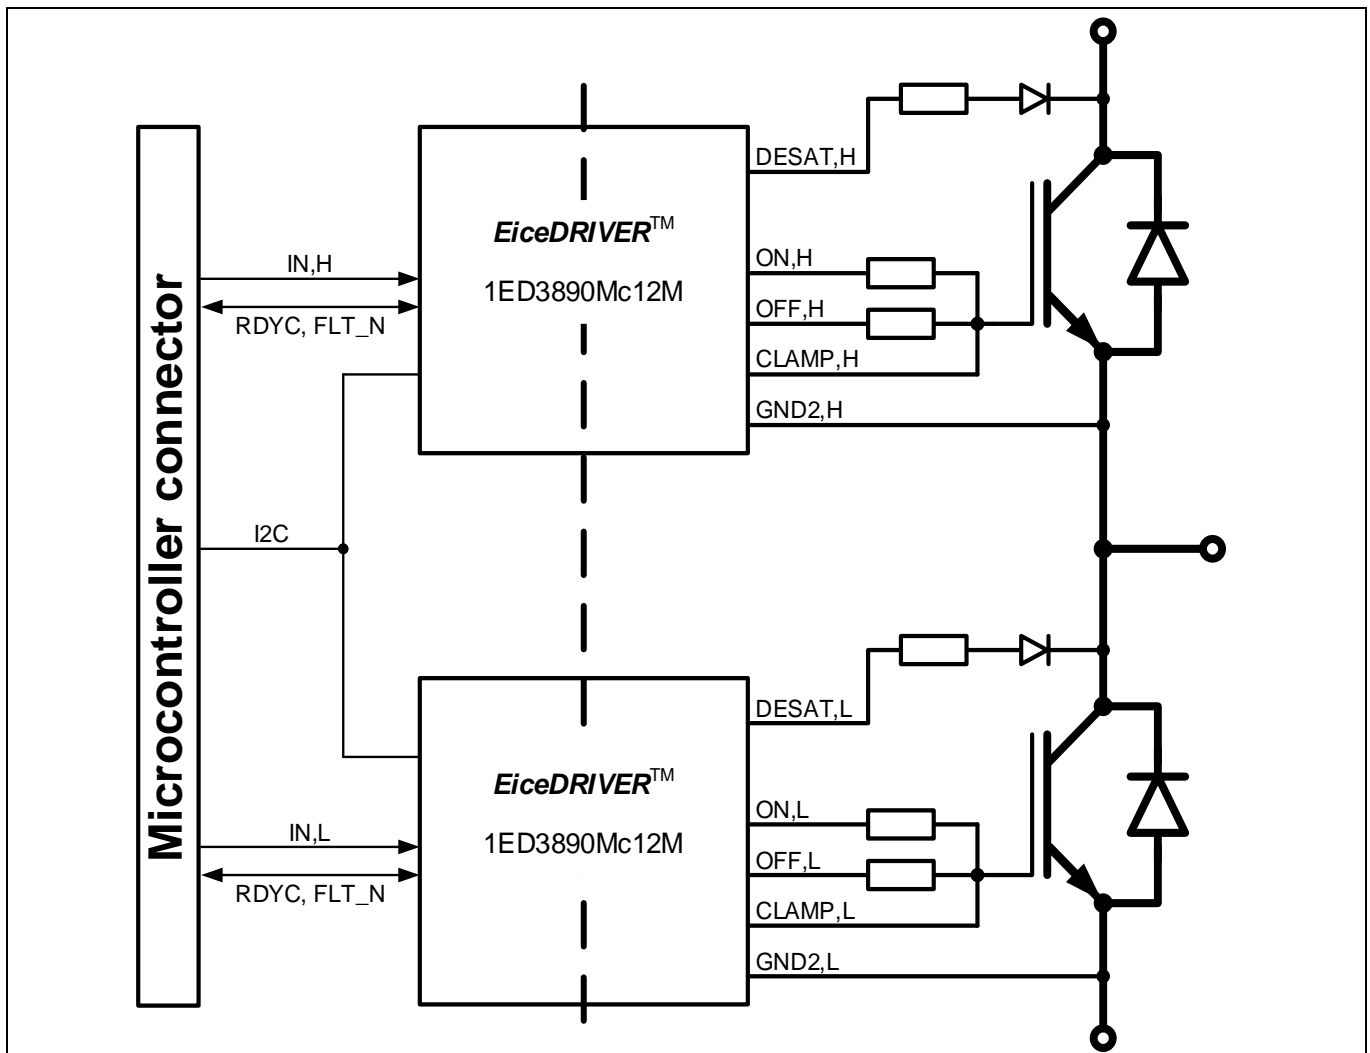 Microcontroller connector
IN,H
RDYC, FLT_N
I2C
IN,L
RDYC, FLT_N
EiceDRIVER™
1ED3890Mc12M
DESAT,H
ON,H
OFF,H
CLAMP,H
GND2,H
EiceDRIVER™
1ED3890Mc12M
DESAT,L
ON,L
OFF,L
CLAMP,L
GND2,L